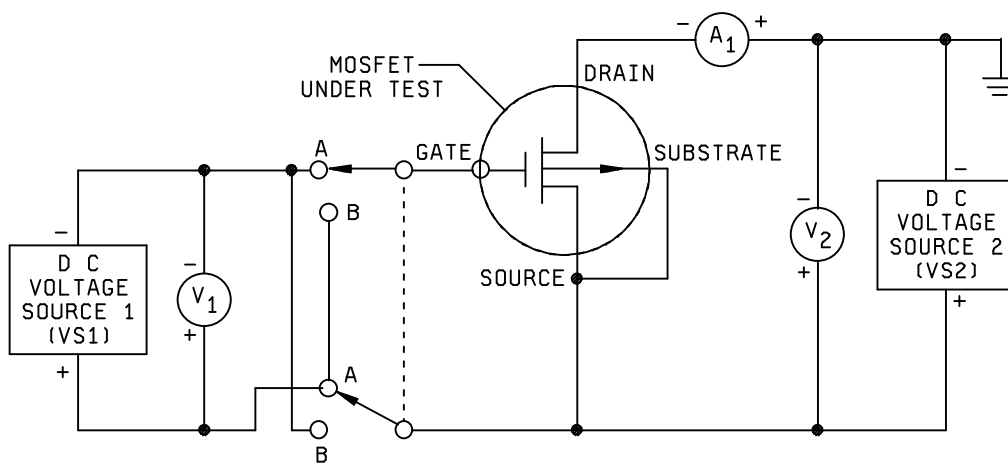 - A1 +
MOSFET
UNDER TEST
DRAIN
A
GATE
SUBSTRATE
B
-
D C
VOLTAGE
SOURCE 1
(VS1)
+
-
V1
+
SOURCE
-
V2
+
-
D C
VOLTAGE
SOURCE 2
(VS2)
+
A
B